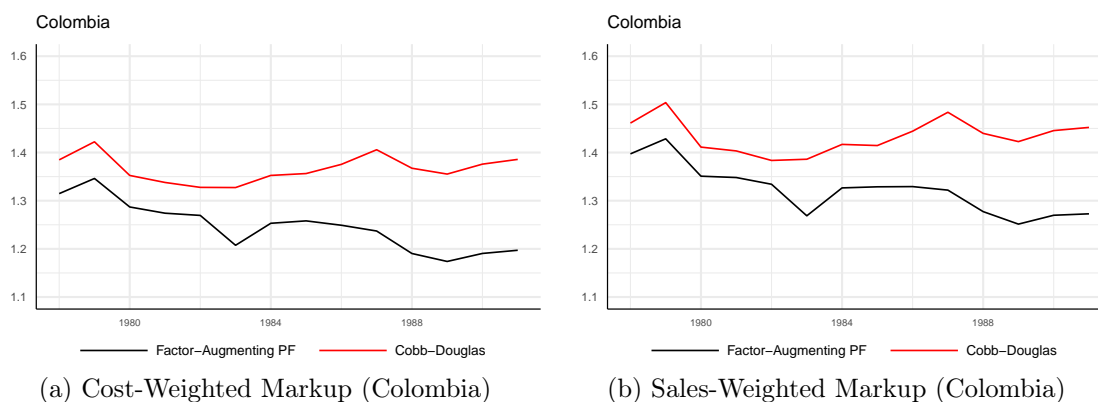 Colombia
1.6
1.5
1.4
1.3
1.2
1.1
1980 1984 1988
Factor−Augmenting PF Cobb−Douglas
(a) Cost-Weighted Markup (Colombia)
Colombia
1.6
1.5
1.4
1.3
1.2
1.1
1980 1984 1988
Factor−Augmenting PF Cobb−Douglas
(b) Sales-Weighted Markup (Colombia)